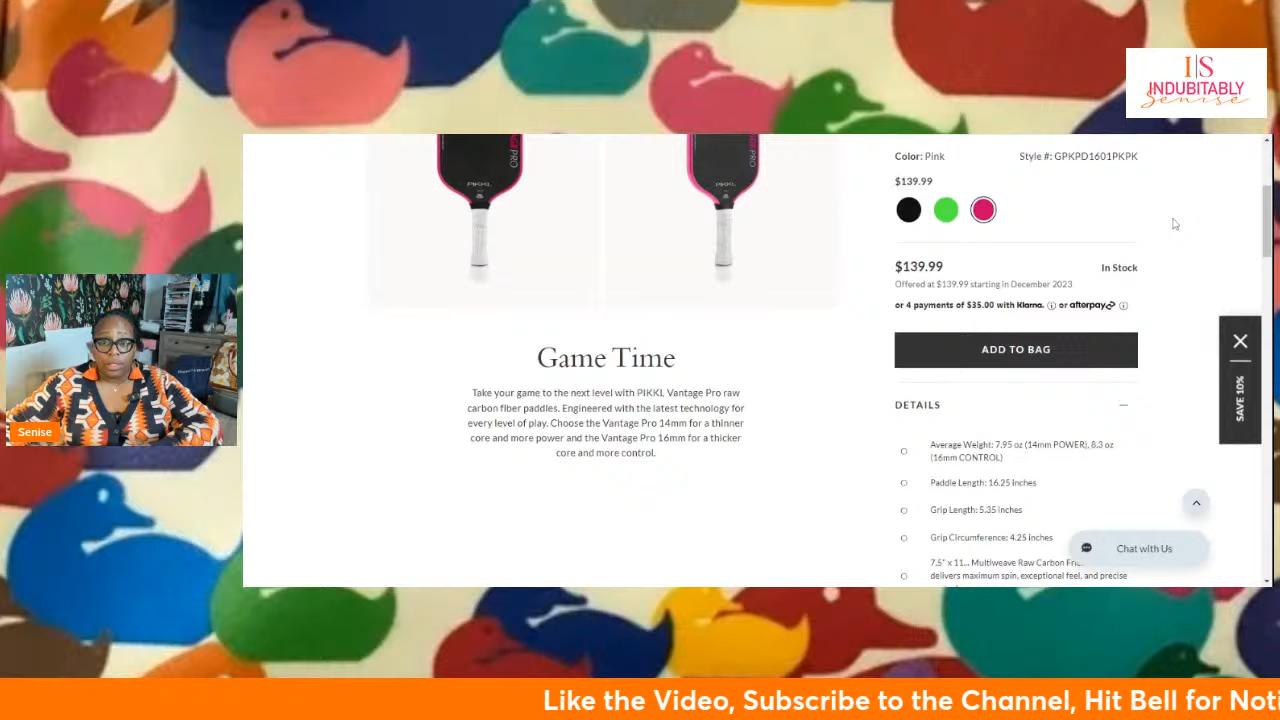 I|S
INDUBITABLY
Senise
Color: Pink
Style #: GPKPD1601PKPK
$139.99
$139.99
In Stock
Offered at $139.99 starting in December 2023
or 4 payments of $35.00 with Klarna. or afterpay
ADD TO BAG
DETAILS
Average Weight: 7.95 oz (14mm POWER), 8.3 oz
(16mm CONTROL)
Paddle Length: 16.25 inches
Grip Length: 5.35 inches
Grip Circumference: 4.25 inches
7.5" x 11... Multiweave Raw Carbon
delivers maximum spin, exceptional feel, and precise
PRO
PIKKL
PRO
PIKKL
Game Time
Take your game to the next level with PIKKL Vantage Pro raw
carbon fiber paddles. Engineered with the latest technology for
every level of play. Choose the Vantage Pro 14mm for a thinner
core and more power and the Vantage Pro 16mm for a thicker
core and more control.
SAVE 10%
Chat with Us
Senise
Like the Video, Subscribe to the Channel, Hit Bell for Noti